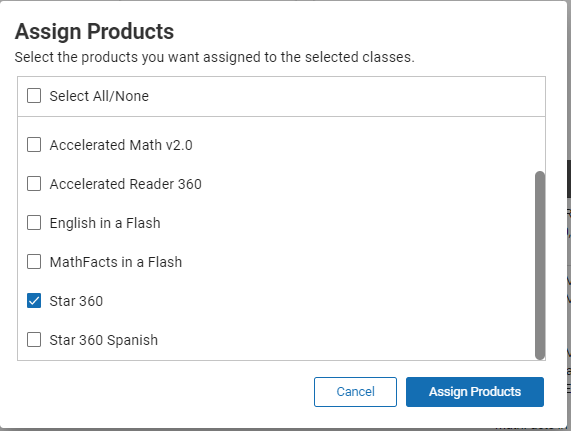 Assign Products
Select the products you want assigned to the selected classes.
Select All/None
Accelerated Math v2.0
Accelerated Reader 360
English in a Flash
MathFacts in a Flash
Star 360
Star 360 Spanish
Cancel
Assign Products